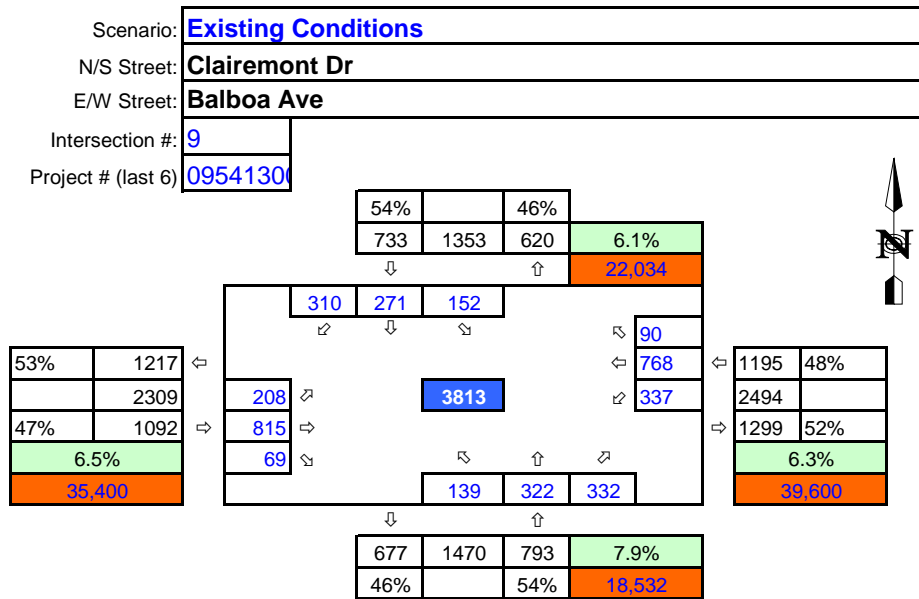 Scenario: Existing Conditions
N/S Street: Clairemont Dr
E/W Street: Balboa Ave
Intersection #: 9
Project # (last 6) 09541300
N
54% 46%
733 1353 620 6.1%
⇩ ⇧ 22,034
310 271 152
⬃ ⇩ ⬂
⬁ 90
53% 1217 ⇦ ⇦ 768 ⇦ 1195 48%
2309 208 ⬀ 3813 ⬃ 337 2494
47% 1092 ⇨ 815 ⇨ ⇨ 1299 52%
6.5% 69 ⬂ ⬁ ⇧ ⬀ 6.3%
35,400 139 322 332 39,600
⇩ ⇧
677 1470 793 7.9%
46% 54% 18,532